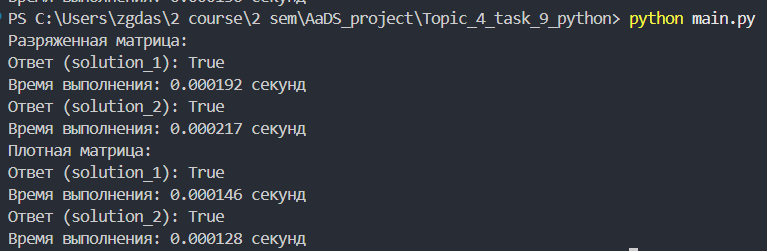 PS C:\Users\zgdas\2 course\2 sem\AaDS_project\Topic_4_task_9_python> python main.py
Разряженная матрица:
Ответ (solution_1): True
Время выполнения: 0.000192 секунд
Ответ (solution_2): True
Время выполнения: 0.000217 секунд
Плотная матрица:
Ответ (solution_1): True
Время выполнения: 0.000146 секунд
Ответ (solution_2): True
Время выполнения: 0.000128 секунд